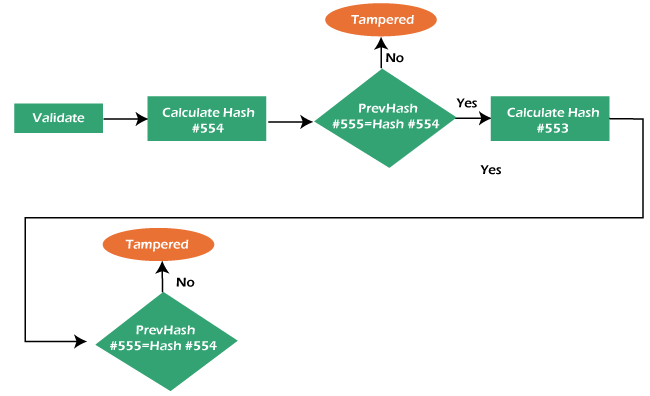 Tampered
No
Validate
Calculate Hash
#554
PrevHash
#555=Hash #554
Yes
Calculate Hash
#553
Yes
Tampered
No
PrevHash
#555=Hash #554